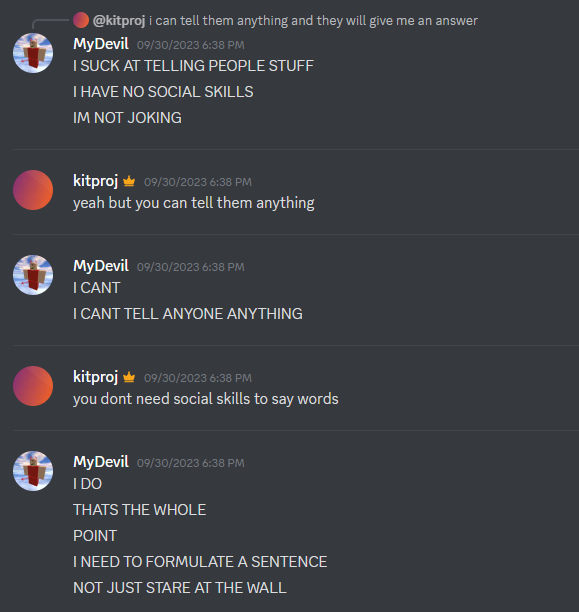 @kitproj i can tell them anything and they will give me an answer
MyDevil 09/30/2023 6:38 PM
I SUCK AT TELLING PEOPLE STUFF
I HAVE NO SOCIAL SKILLS
IM NOT JOKING
kitproj 09/30/2023 6:38 PM
yeah but you can tell them anything
MyDevil 09/30/2023 6:38 PM
I CANT
I CANT TELL ANYONE ANYTHING
kitproj 09/30/2023 6:38 PM
you dont need social skills to say words
MyDevil 09/30/2023 6:38 PM
I DO
THATS THE WHOLE
POINT
I NEED TO FORMULATE A SENTENCE
NOT JUST STARE AT THE WALL